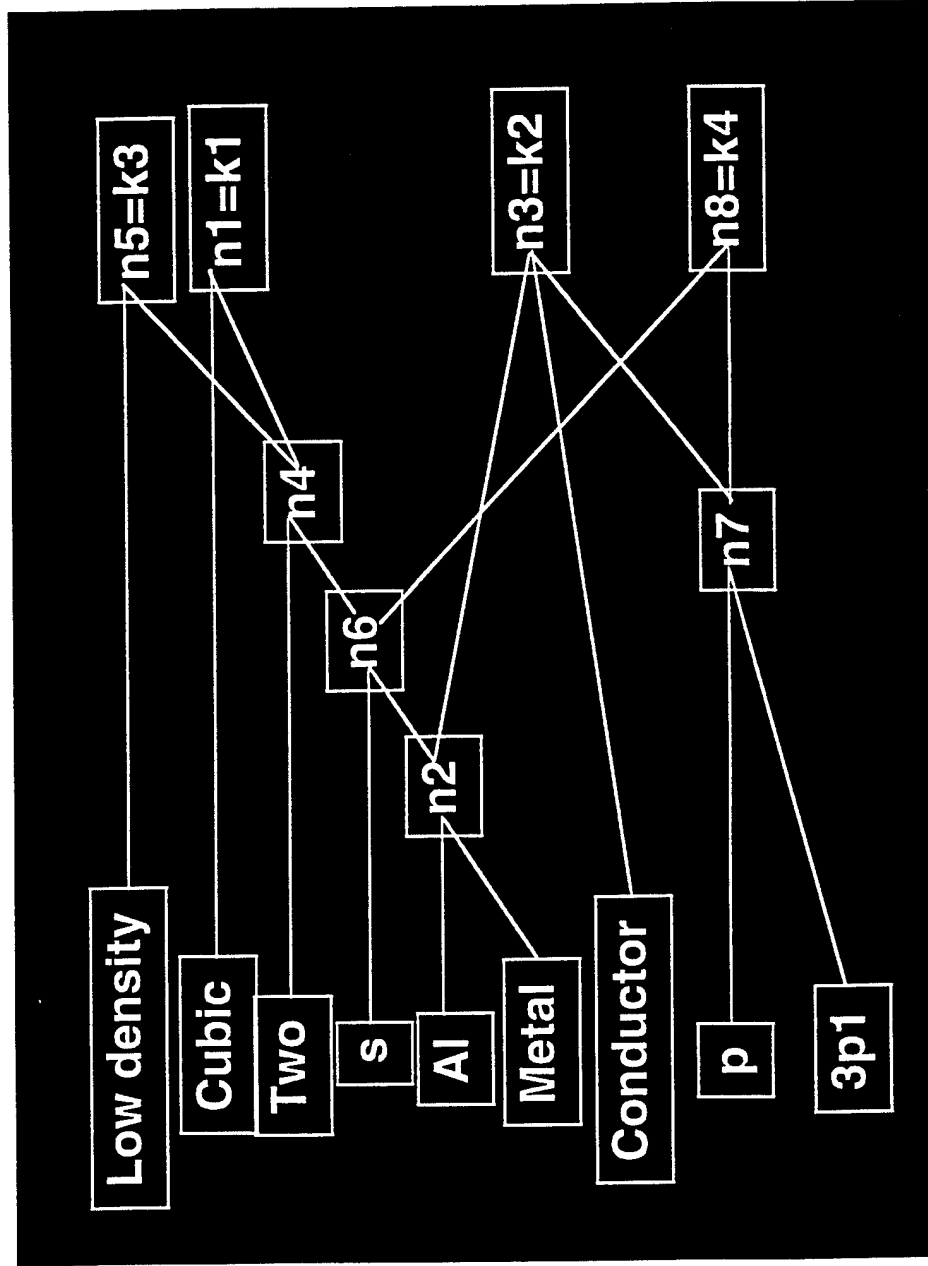 n5=k3
n1=k1
n3=k2
n8=k4
n4
n7
n6
n2
Low density
Cubic
Two
s
Al
Metal
Conductor
p
3p1